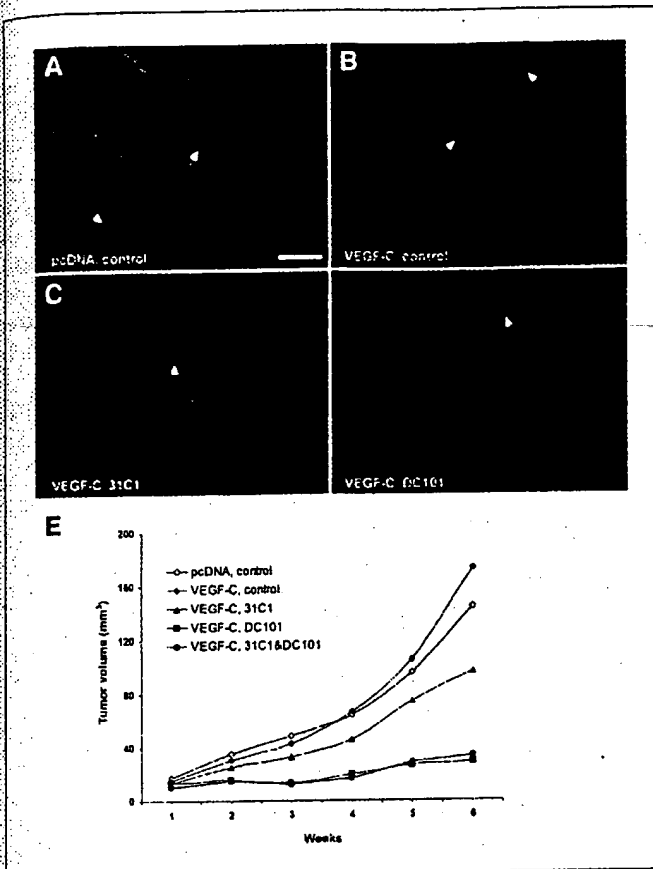 A
B
pcDNA, control
VEGF-C, control
C
VEGF-C, 31C1
VEGF-C, DC101
E
200
160
120
80
40
0
Tumor volume (mm³)
pcDNA, control
VEGF-C, control
VEGF-C, 31C1
VEGF-C, DC101
VEGF-C, 31C1&DC101
1 2 3 4 5 6
Weeks